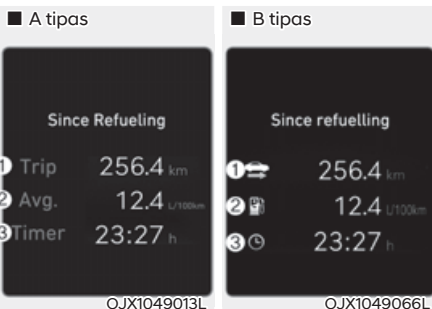 ■ A tipas
Since Refueling
1 Trip 256.4 km
2 Avg. 12.4 L/100km
3 Timer 23:27 h
OJX1049013L
■ B tipas
Since refuelling
1 256.4 km
2 12.4 L/100km
3 23:27 h
OJX1049066L